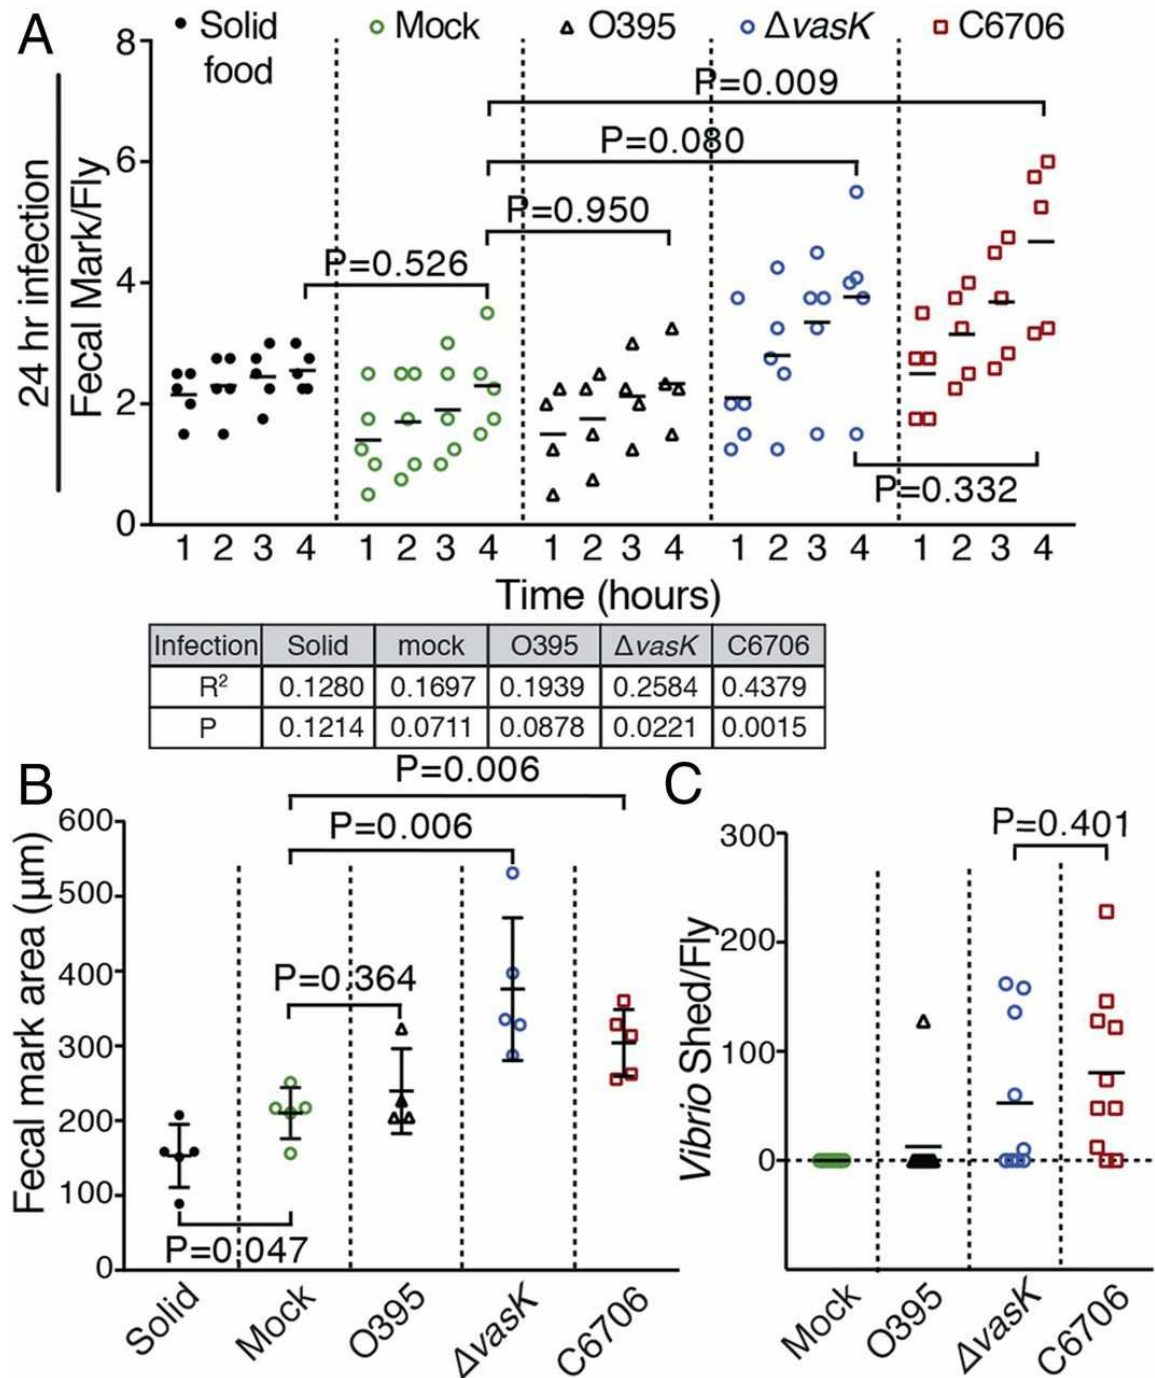 A
Solid food
Mock
O395
ΔvasK
C6706
24 hr infection
Fecal Mark/Fly
8
6
4
2
0
P=0.009
P=0.080
P=0.950
P=0.526
P=0.332
1 2 3 4 1 2 3 4 1 2 3 4 1 2 3 4 1 2 3 4
Time (hours)
Infection Solid mock O395 ΔvasK C6706
R² 0.1280 0.1697 0.1939 0.2584 0.4379
P 0.1214 0.0711 0.0878 0.0221 0.0015
B
Fecal mark area (µm)
600
500
400
300
200
100
0
P=0.006
P=0.006
P=0.364
P=0.047
Solid
Mock
O395
ΔvasK
C6706
C
Vibrio Shed/Fly
300
200
100
0
P=0.401
Mock
O395
ΔvasK
C6706